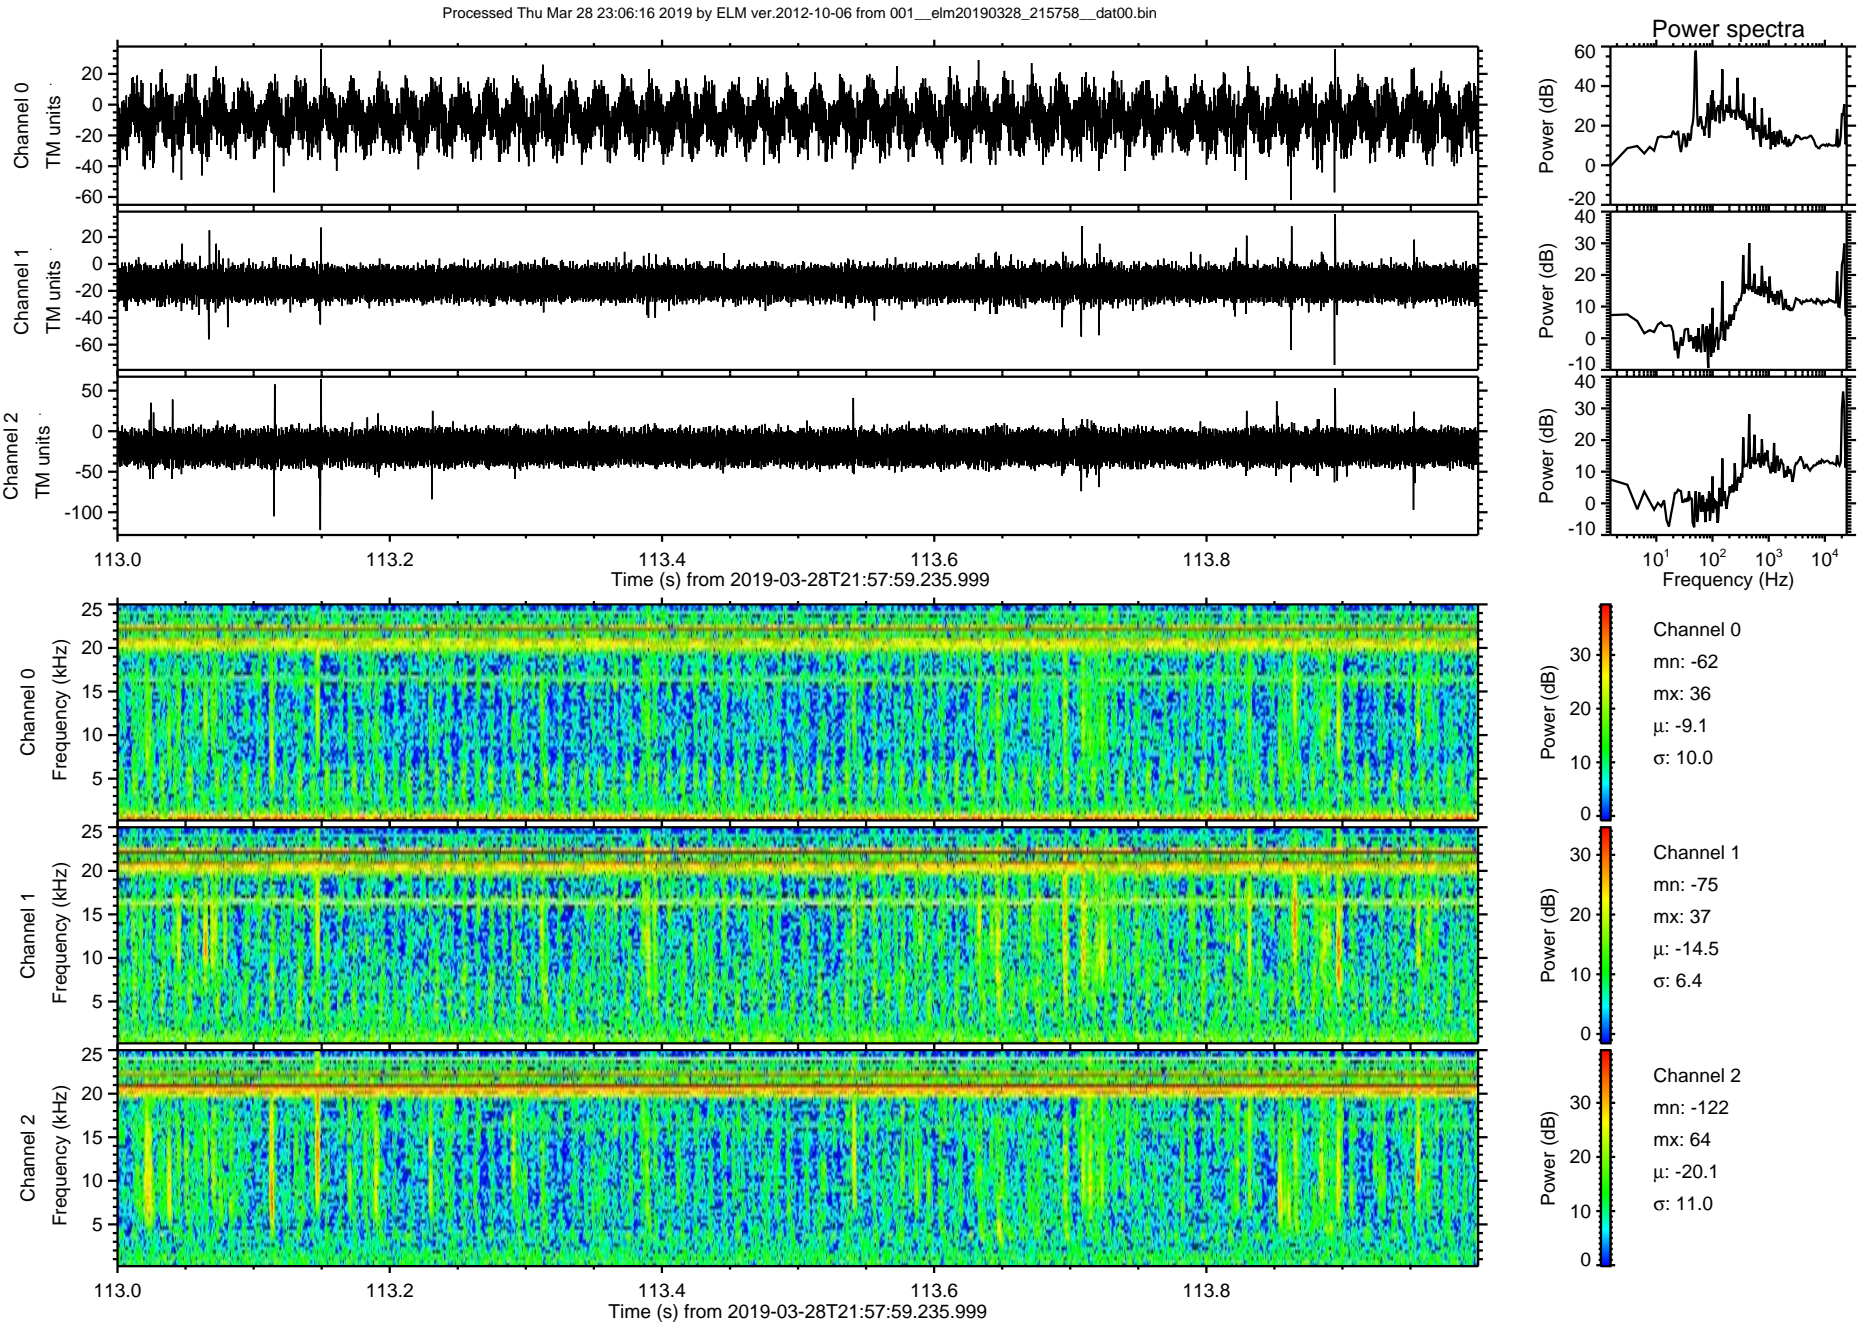 Processed Thu Mar 28 23:06:16 2019 by ELM ver.2012-10-06 from 001__elm20190328_215758__dat00.bin
Power spectra
Channel 0
TM units
20
0
-20
-40
-60
Power (dB)
60
40
20
0
-20
Channel 1
TM units
20
0
-20
-40
-60
Power (dB)
40
30
20
10
0
-10
Channel 2
TM units
50
0
-50
-100
Power (dB)
40
30
20
10
0
-10
113.0 113.2 113.4 113.6 113.8
Time (s) from 2019-03-28T21:57:59.235.999
10¹ 10² 10³ 10⁴
Frequency (Hz)
Channel 0
Frequency (kHz)
25
20
15
10
5
Power (dB)
30
20
10
0
Channel 0
mn: -62
mx: 36
μ: -9.1
σ: 10.0
Channel 1
Frequency (kHz)
25
20
15
10
5
Power (dB)
30
20
10
0
Channel 1
mn: -75
mx: 37
μ: -14.5
σ: 6.4
Channel 2
Frequency (kHz)
25
20
15
10
5
Power (dB)
30
20
10
0
Channel 2
mn: -122
mx: 64
μ: -20.1
σ: 11.0
113.0 113.2 113.4 113.6 113.8
Time (s) from 2019-03-28T21:57:59.235.999